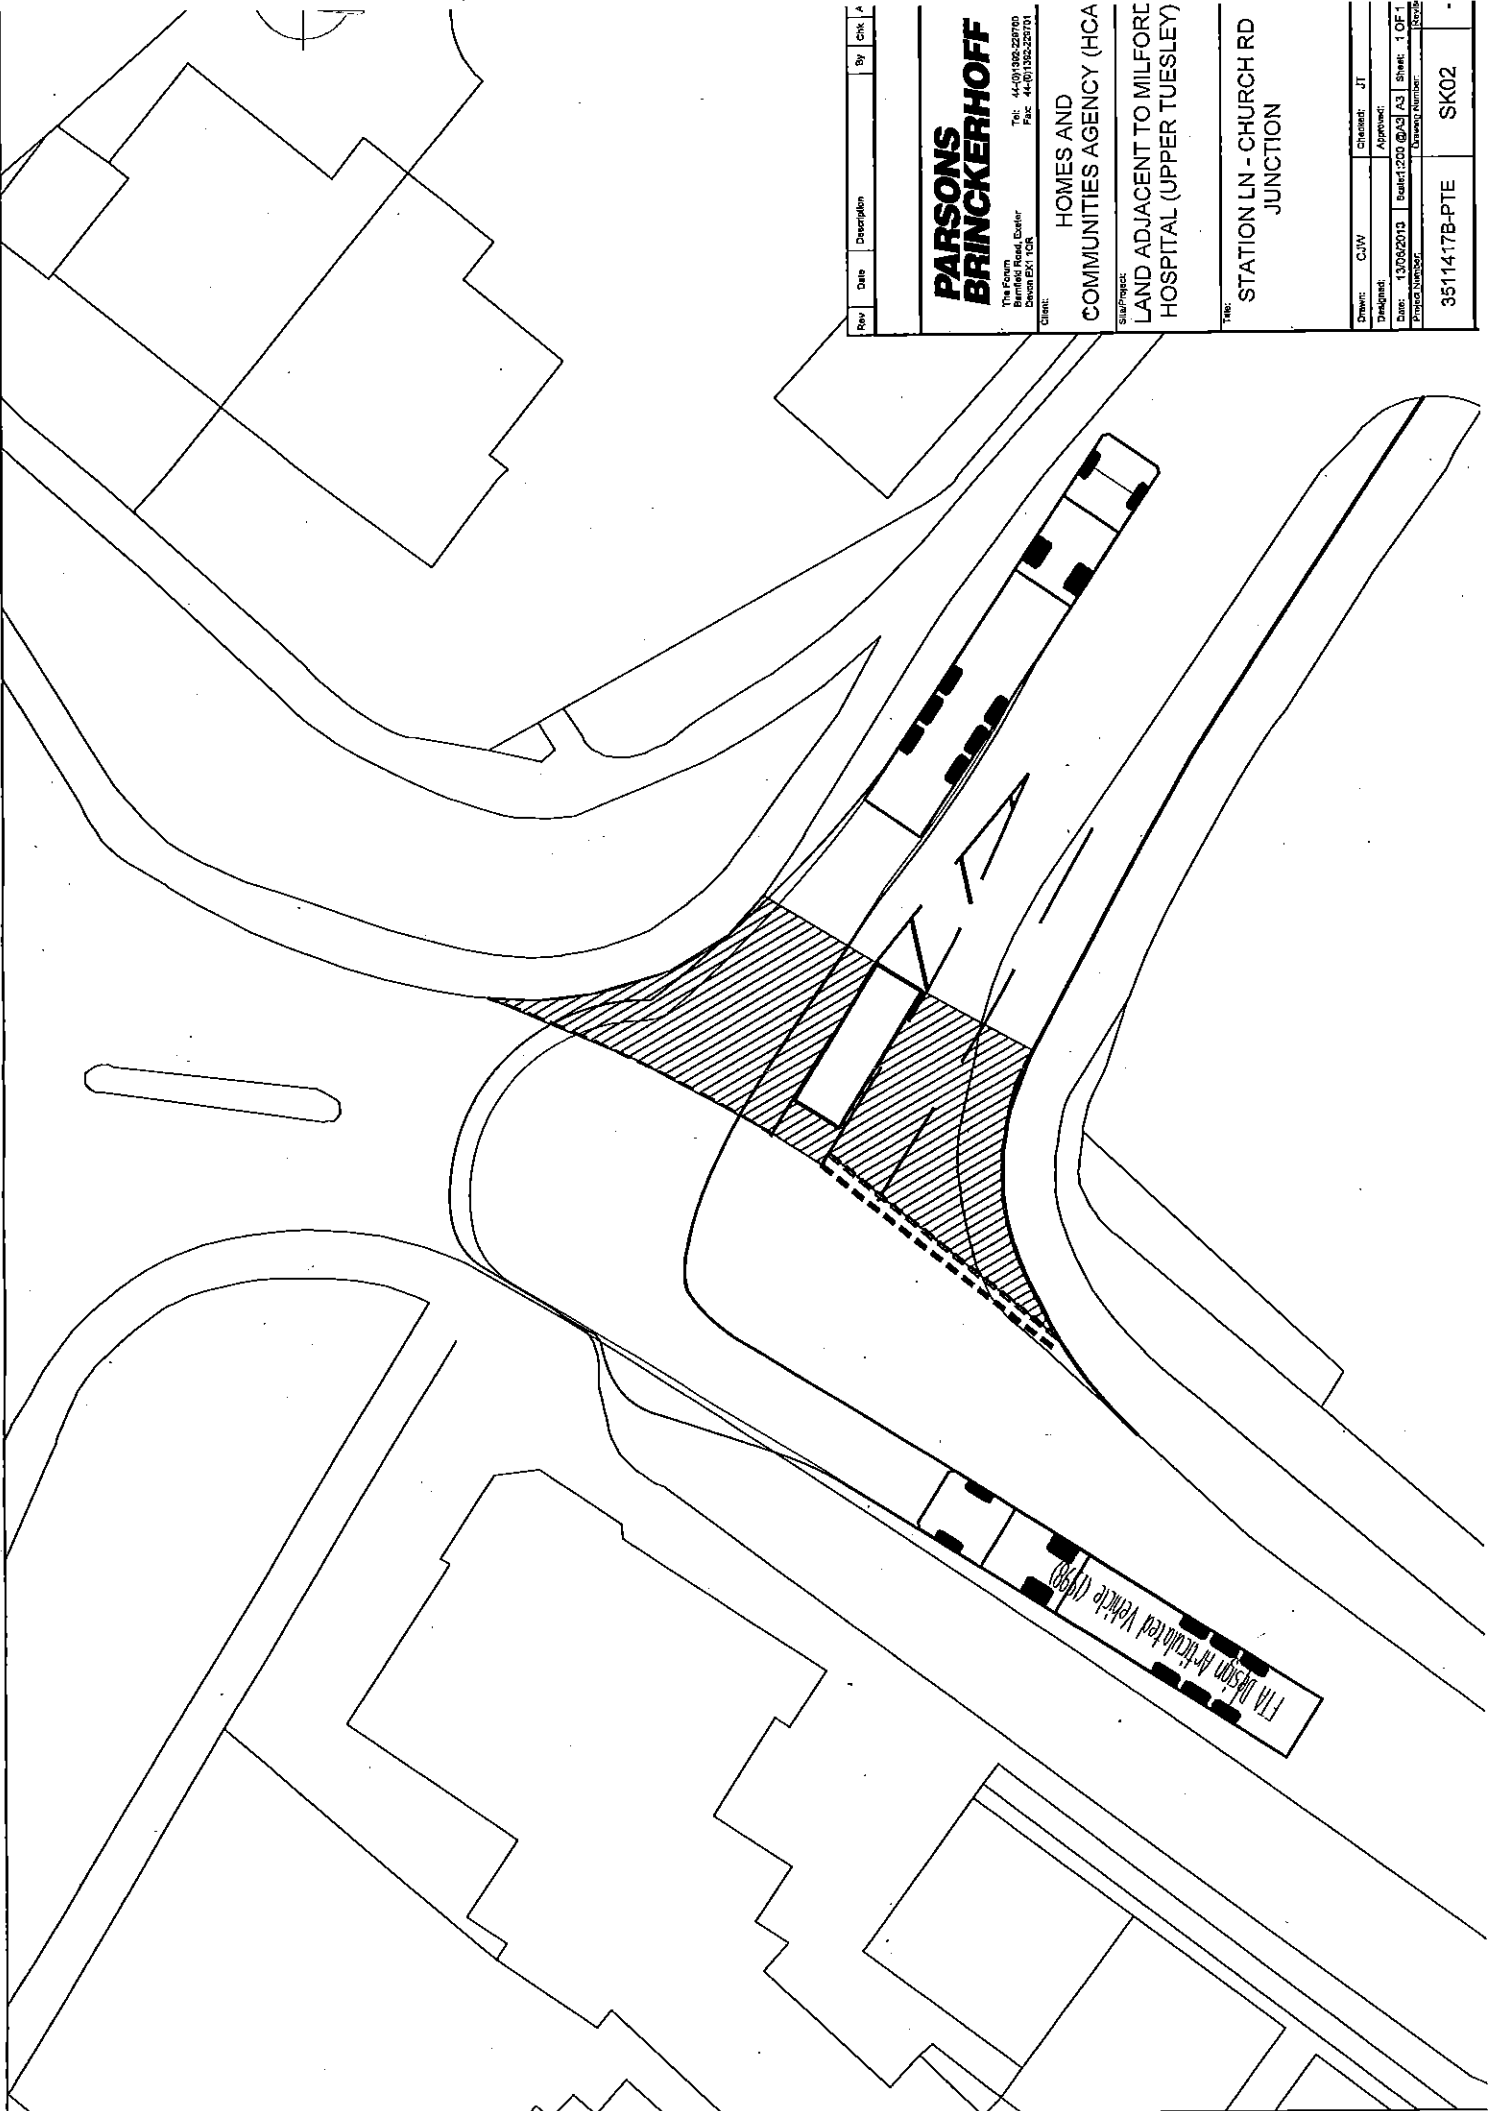 Rev Date Description By Chk A
PARSONS
BRINCKERHOFF
The Forum
Barnfield Road, Exeter
Devon EX1 1QR
Tel: 44-(0)1392-229700
Fax: 44-(0)1392-229701
Client:
HOMES AND
COMMUNITIES AGENCY (HCA
Site/Project:
LAND ADJACENT TO MILFORD
HOSPITAL (UPPER TUESLEY)
Title:
STATION LN - CHURCH RD
JUNCTION
Drawn: CJW Checked: JT
Designed: Approved:
Date: 13/06/2013 Scale: 1:200 @A3 A3 Sheet: 1 OF 1
Project Number: Drawing Number: Revis
3511417B-PTE SK02 -
FTA Design Articulated Vehicle (1998)